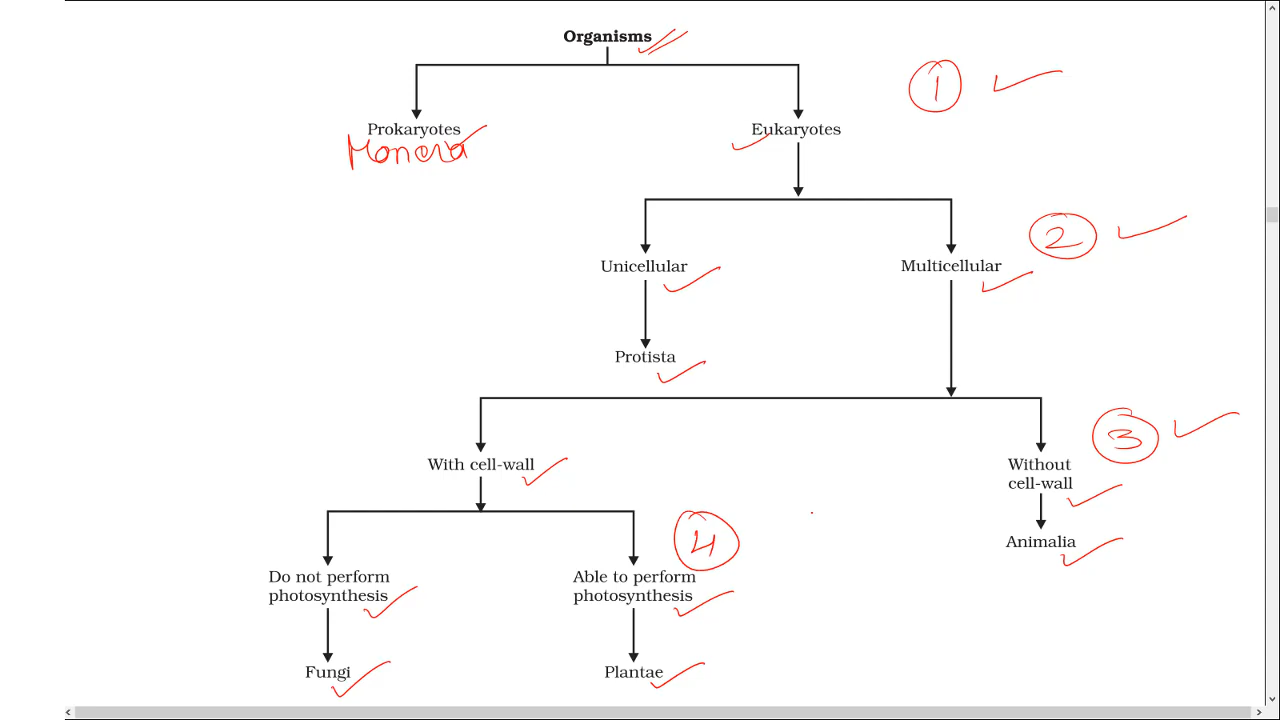 Organisms
1
Prokaryotes
Eukaryotes
Monera
2
Unicellular
Multicellular
Protista
3
With cell-wall
Without
cell-wall
4
Animalia
Do not perform
photosynthesis
Able to perform
photosynthesis
Fungi
Plantae